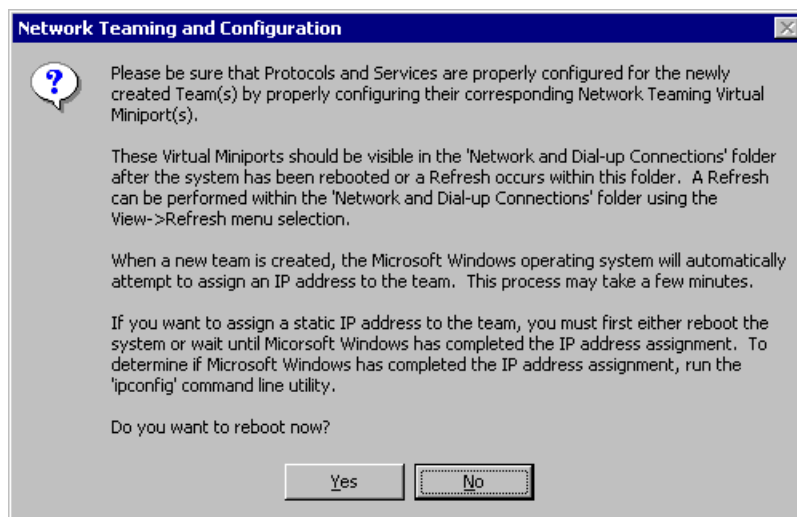 Network Teaming and Configuration
Please be sure that Protocols and Services are properly configured for the newly
created Team(s) by properly configuring their corresponding Network Teaming Virtual
Miniport(s).
These Virtual Miniports should be visible in the 'Network and Dial-up Connections' folder
after the system has been rebooted or a Refresh occurs within this folder.  A Refresh
can be performed within the 'Network and Dial-up Connections' folder using the
View->Refresh menu selection.
When a new team is created, the Microsoft Windows operating system will automatically
attempt to assign an IP address to the team.  This process may take a few minutes.
If you want to assign a static IP address to the team, you must first either reboot the
system or wait until Micorsoft Windows has completed the IP address assignment.  To
determine if Microsoft Windows has completed the IP address assignment, run the
'ipconfig' command line utility.
Do you want to reboot now?
Yes No